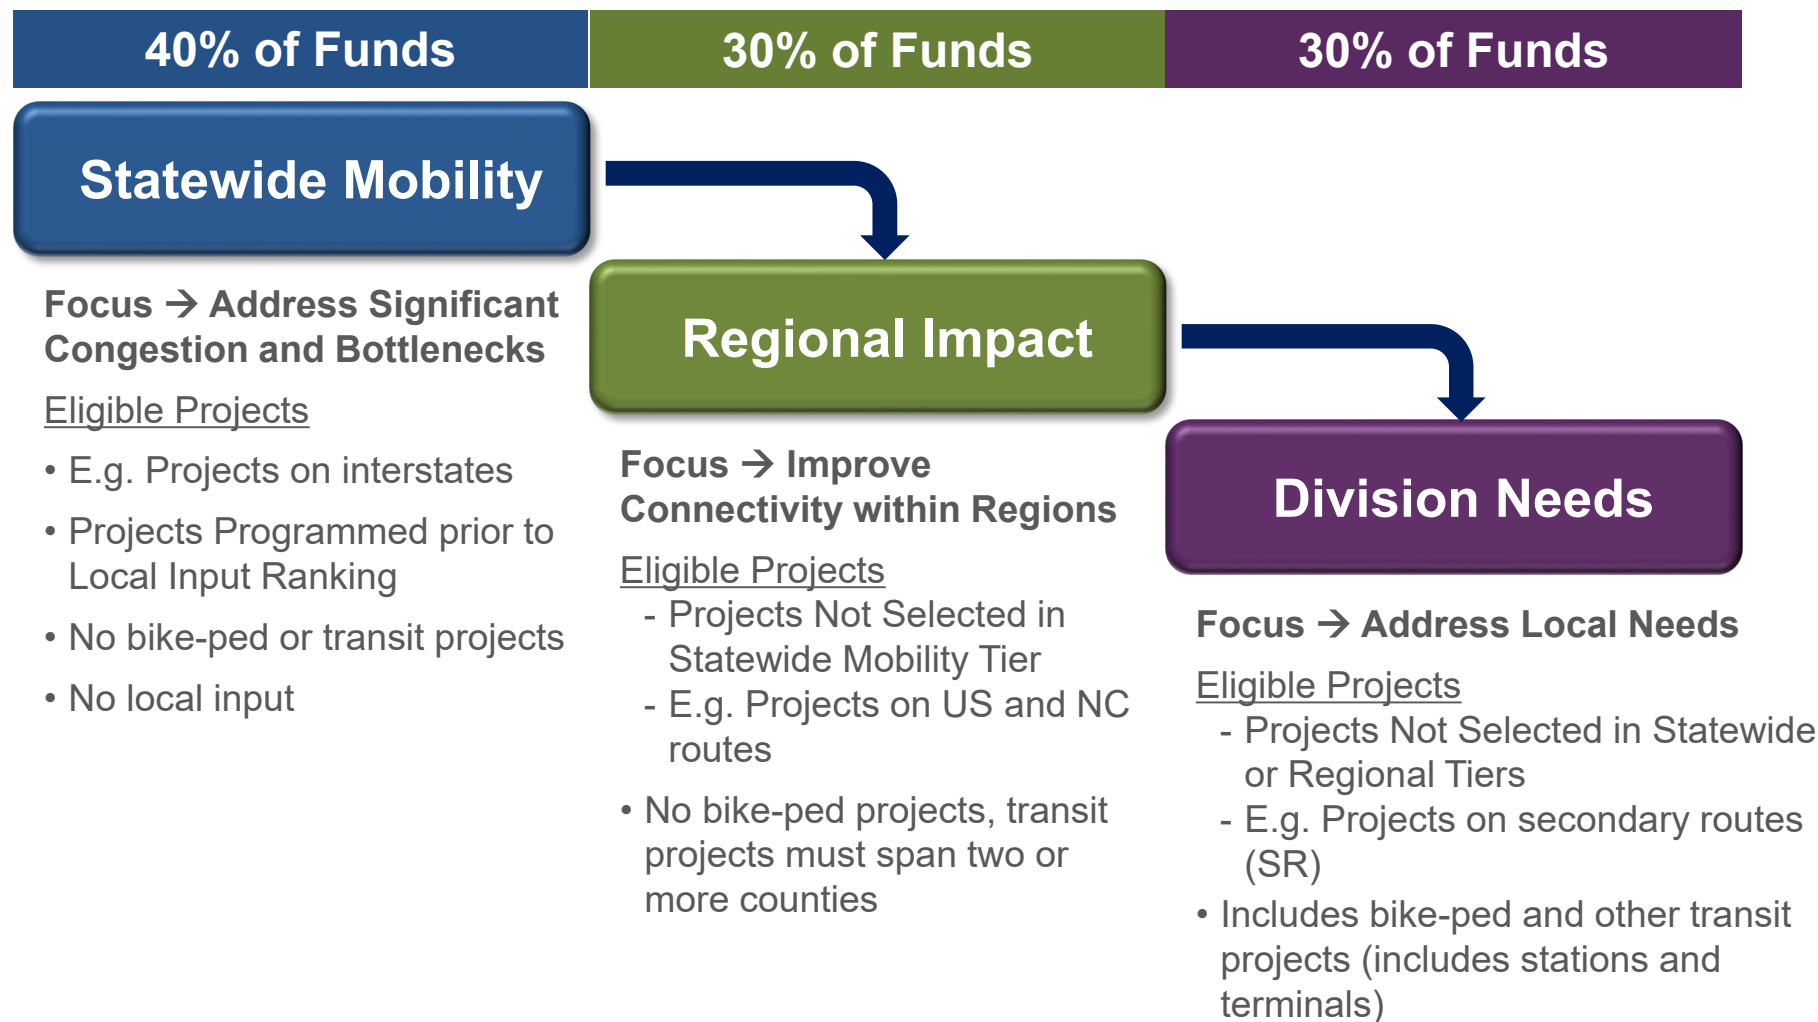 40% of Funds
30% of Funds
30% of Funds
Statewide Mobility
Focus → Address Significant
Congestion and Bottlenecks
Eligible Projects
• E.g. Projects on interstates
• Projects Programmed prior to
Local Input Ranking
• No bike-ped or transit projects
• No local input
Regional Impact
Focus → Improve
Connectivity within Regions
Eligible Projects
- Projects Not Selected in
Statewide Mobility Tier
- E.g. Projects on US and NC
routes
• No bike-ped projects, transit
projects must span two or
more counties
Division Needs
Focus → Address Local Needs
Eligible Projects
- Projects Not Selected in Statewide
or Regional Tiers
- E.g. Projects on secondary routes
(SR)
• Includes bike-ped and other transit
projects (includes stations and
terminals)